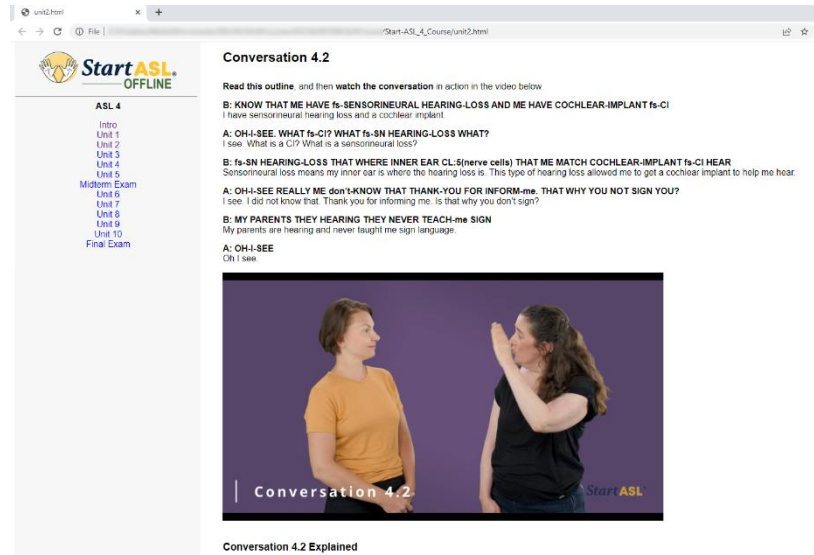 unit2.html
File
/Start-ASL_4_Course/unit2.html
StartASL.
OFFLINE
ASL 4
Intro
Unit 1
Unit 2
Unit 3
Unit 4
Unit 5
Midterm Exam
Unit 6
Unit 7
Unit 8
Unit 9
Unit 10
Final Exam
Conversation 4.2
Read this outline, and then watch the conversation in action in the video below.
B: KNOW THAT ME HAVE fs-SENSORINEURAL HEARING-LOSS AND ME HAVE COCHLEAR-IMPLANT fs-CI
I have sensorineural hearing loss and a cochlear implant.
A: OH-I-SEE. WHAT fs-CI? WHAT fs-SN HEARING-LOSS WHAT?
I see. What is a CI? What is a sensorineural loss?
B: fs-SN HEARING-LOSS THAT WHERE INNER EAR CL:5(nerve cells) THAT ME MATCH COCHLEAR-IMPLANT fs-CI HEAR
Sensorineural loss means my inner ear is where the hearing loss is. This type of hearing loss allowed me to get a cochlear implant to help me hear.
A: OH-I-SEE REALLY ME don't-KNOW THAT THANK-YOU FOR INFORM-me. THAT WHY YOU NOT SIGN YOU?
I see. I did not know that. Thank you for informing me. Is that why you don't sign?
B: MY PARENTS THEY HEARING THEY NEVER TEACH-me SIGN
My parents are hearing and never taught me sign language.
A: OH-I-SEE
Oh I see.
Conversation 4.2
StartASL
Conversation 4.2 Explained